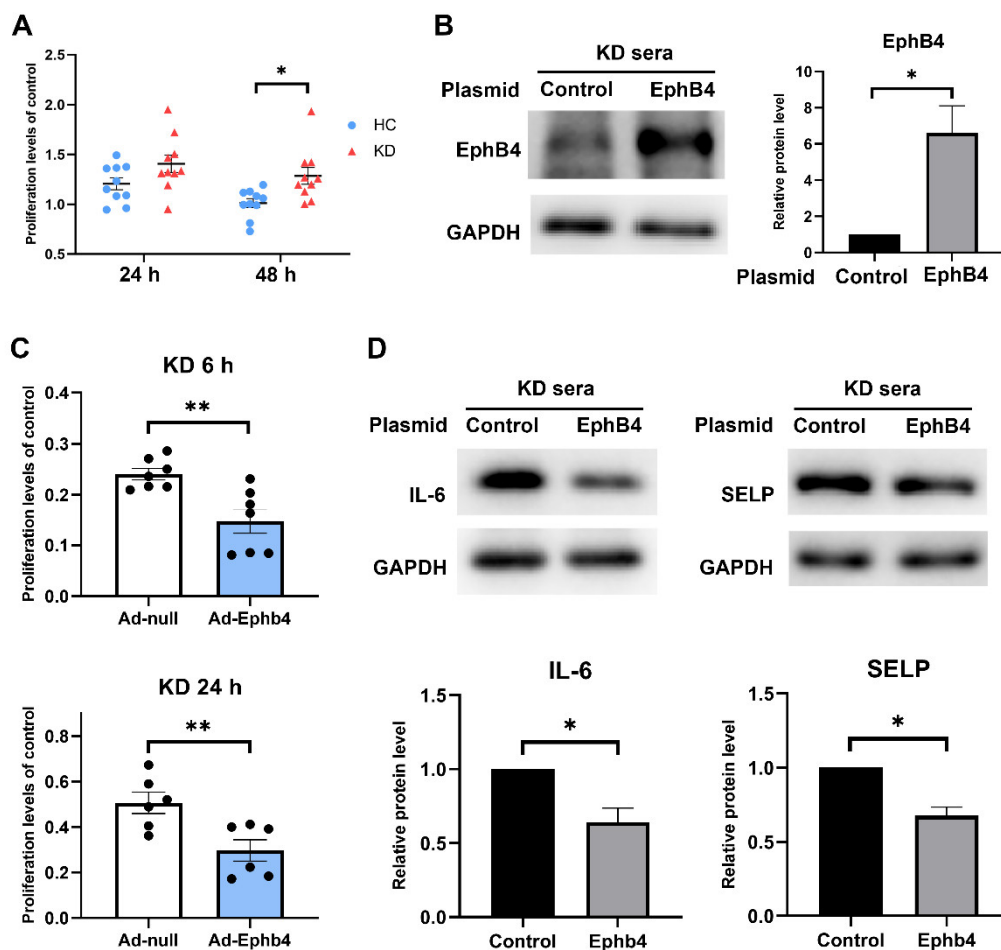 A
Proliferation levels of control
2.5
2.0
1.5
1.0
0.5
*
24 h
48 h
HC
KD
B
KD sera
Plasmid Control EphB4
EphB4
GAPDH
EphB4
Relative protein level
10
8
6
4
2
0
*
Plasmid Control EphB4
C
KD 6 h
Proliferation levels of control
0.4
0.3
0.2
0.1
0.0
**
Ad-null Ad-Ephb4
KD 24 h
Proliferation levels of control
0.8
0.6
0.4
0.2
0.0
**
Ad-null Ad-Ephb4
D
KD sera
Plasmid Control EphB4
IL-6
GAPDH
KD sera
Plasmid Control EphB4
SELP
GAPDH
IL-6
Relative protein level
1.5
1.0
0.5
0.0
*
Control Ephb4
SELP
Relative protein level
1.5
1.0
0.5
0.0
*
Control Ephb4